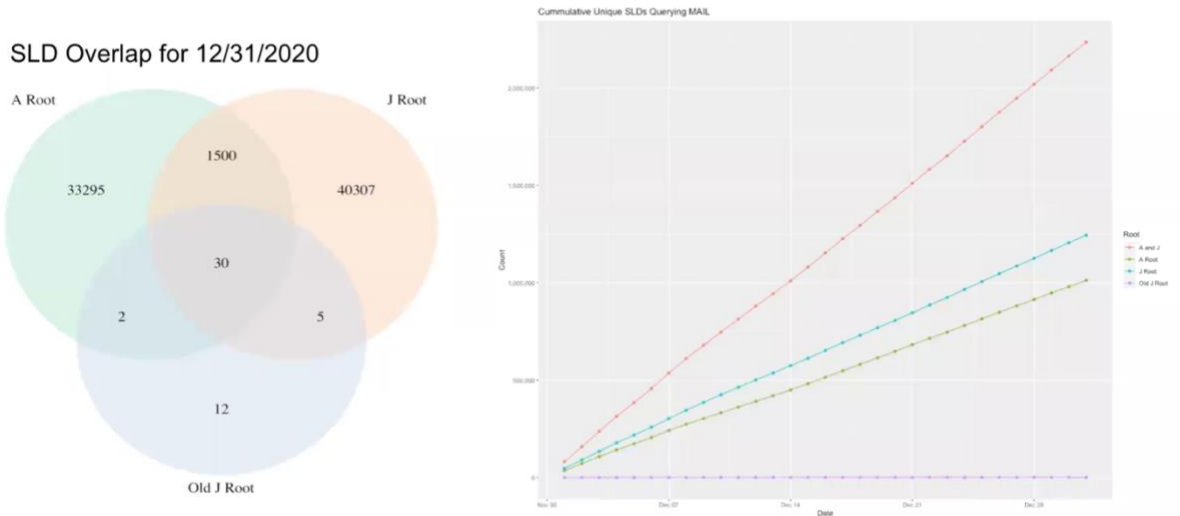 SLD Overlap for 12/31/2020
A Root
J Root
1500
33295
40307
30
2
5
12
Old J Root
Cummulative Unique SLDs Querying MAIL
Count
2,000,000
1,500,000
1,000,000
500,000
0
Nov 30
Dec 07
Dec 14
Dec 21
Dec 28
Date
Root
A and J
A Root
J Root
Old J Root